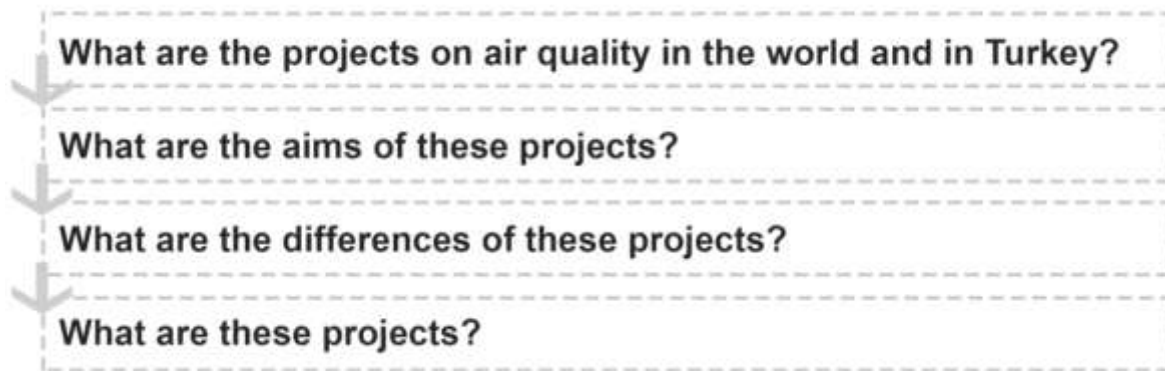 What are the projects on air quality in the world and in Turkey?
What are the aims of these projects?
What are the differences of these projects?
What are these projects?